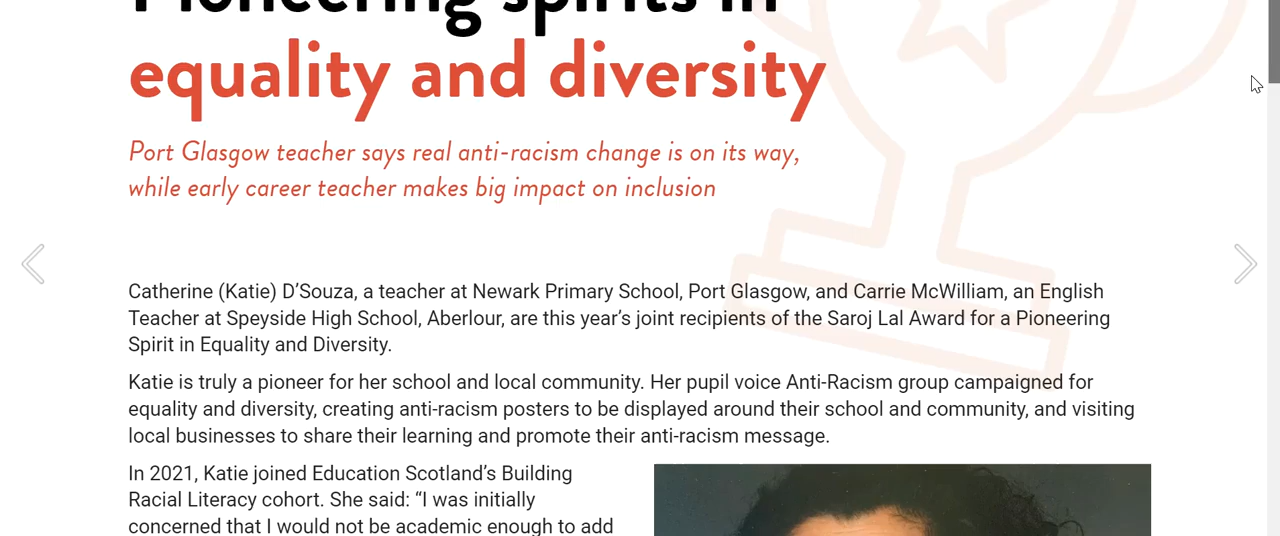 Pioneering spirits in
equality and diversity
Port Glasgow teacher says real anti-racism change is on its way,
while early career teacher makes big impact on inclusion
Catherine (Katie) D’Souza, a teacher at Newark Primary School, Port Glasgow, and Carrie McWilliam, an English
Teacher at Speyside High School, Aberlour, are this year’s joint recipients of the Saroj Lal Award for a Pioneering
Spirit in Equality and Diversity.
Katie is truly a pioneer for her school and local community. Her pupil voice Anti-Racism group campaigned for
equality and diversity, creating anti-racism posters to be displayed around their school and community, and visiting
local businesses to share their learning and promote their anti-racism message.
In 2021, Katie joined Education Scotland’s Building
Racial Literacy cohort. She said: “I was initially
concerned that I would not be academic enough to add